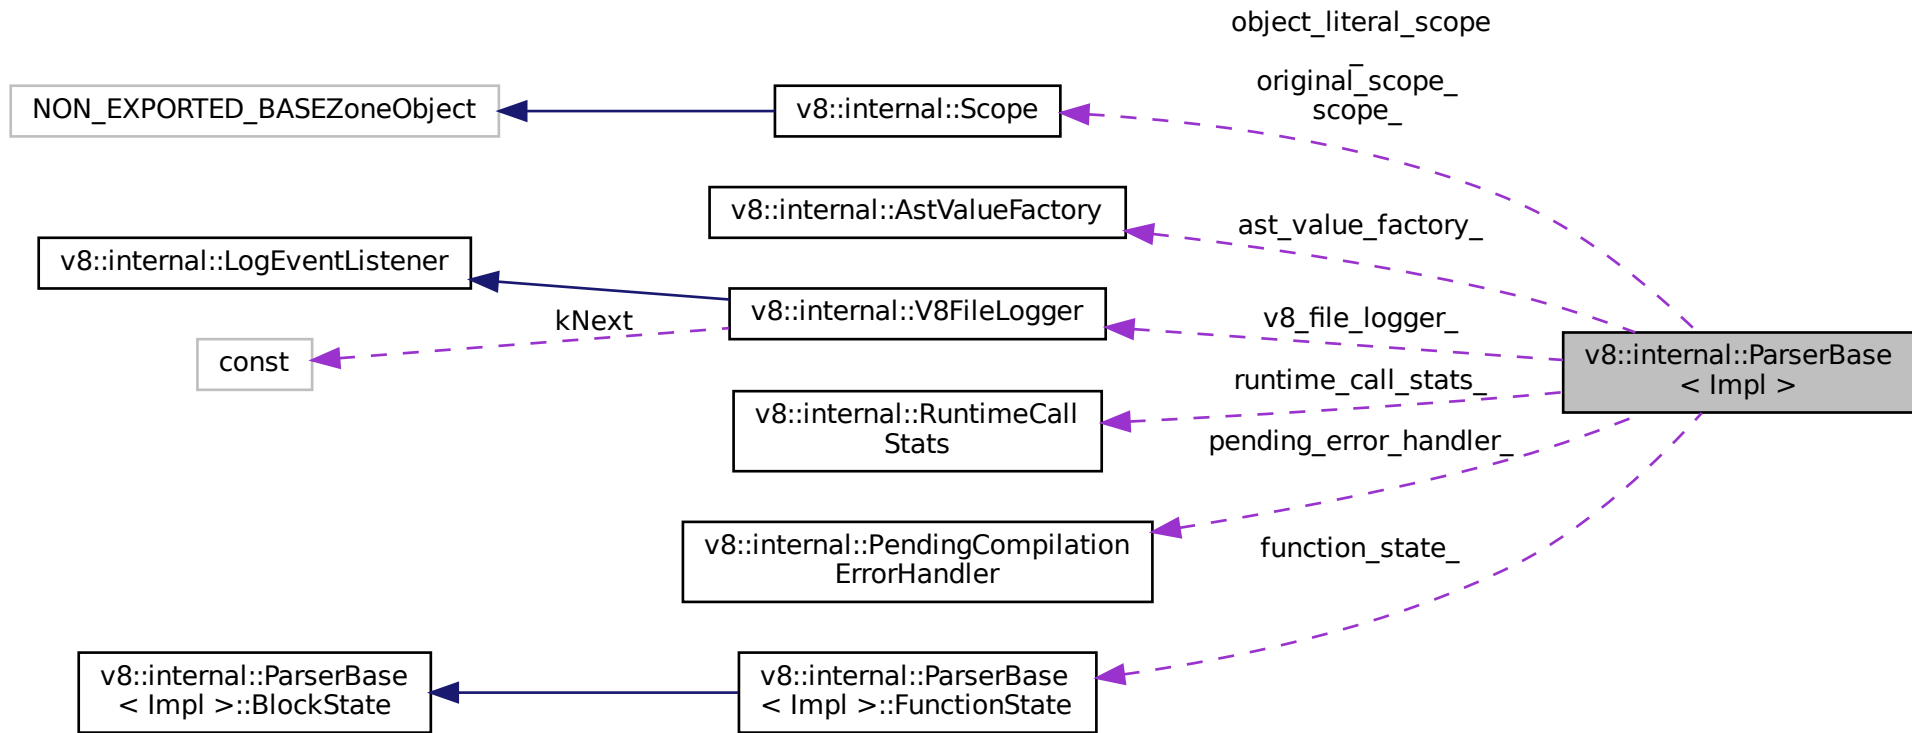 object_literal_scope
_
original_scope_
scope_
NON_EXPORTED_BASEZoneObject
v8::internal::Scope
v8::internal::AstValueFactory
ast_value_factory_
v8::internal::LogEventListener
v8::internal::V8FileLogger
kNext
v8_file_logger_
const
v8::internal::ParserBase
< Impl >
runtime_call_stats_
v8::internal::RuntimeCall
Stats
pending_error_handler_
v8::internal::PendingCompilation
ErrorHandler
function_state_
v8::internal::ParserBase
< Impl >::BlockState
v8::internal::ParserBase
< Impl >::FunctionState